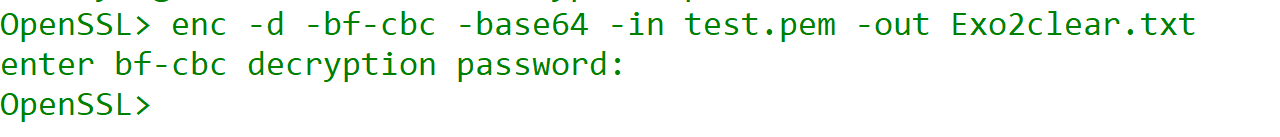 OpenSSL> enc -d -bf-cbc -base64 -in test.pem -out Exo2clear.txt
enter bf-cbc decryption password:
OpenSSL>